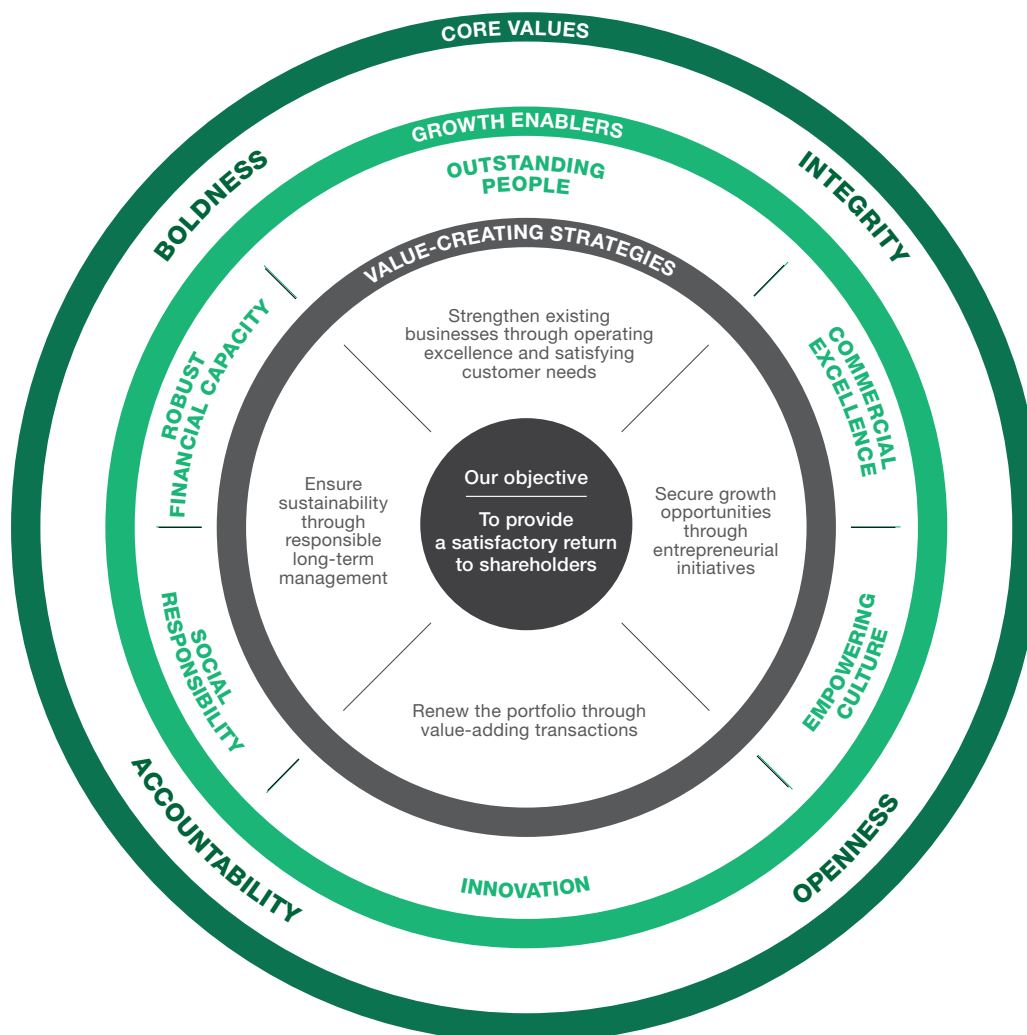 CORE VALUES
BOLDNESS
INTEGRITY
GROWTH ENABLERS
OUTSTANDING
PEOPLE
ROBUST
FINANCIAL CAPACITY
COMMERCIAL
EXCELLENCE
VALUE-CREATING STRATEGIES
Strengthen existing
businesses through operating
excellence and satisfying
customer needs
Ensure
sustainability
through
responsible
long-term
management
Our objective
To provide
a satisfactory return
to shareholders
Secure growth
opportunities
through
entrepreneurial
initiatives
Renew the portfolio through
value-adding transactions
SOCIAL
RESPONSIBILITY
EMPOWERING
CULTURE
INNOVATION
ACCOUNTABILITY
OPENNESS